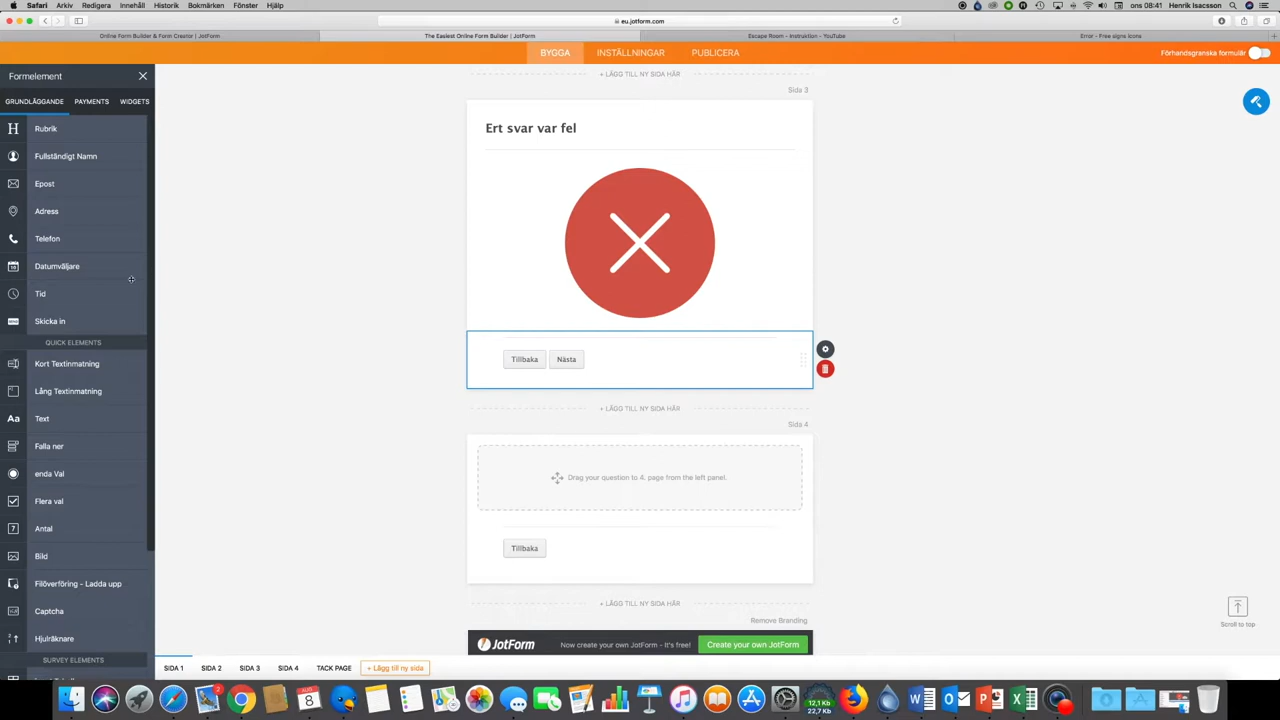 Safari Arkiv Redigera Innehåll Historik Bokmärken Fönster Hjälp ons 08:41 Henrik Isacsson
eu.jotform.com
Online Form Builder & Form Creator | JotForm The Easiest Online Form Builder | JotForm Escape Room - Instruktion - YouTube Error - Free signs icons
BYGGA INSTÄLLNINGAR PUBLICERA Förhandsgranska formulär
Formelement
GRUNDLÄGGANDE PAYMENTS WIDGETS
Rubrik
Fullständigt Namn
Epost
Adress
Telefon
Datumväljare
Tid
Skicka in
QUICK ELEMENTS
Kort Textinmatning
Lång Textinmatning
Text
Falla ner
enda Val
Flera val
Antal
Bild
Filöverföring - Ladda upp
Captcha
Hjulräknare
SURVEY ELEMENTS
+ LÄGG TILL NY SIDA HÄR
Sida 3
Ert svar var fel
Tillbaka Nästa
+ LÄGG TILL NY SIDA HÄR
Sida 4
Drag your question to 4. page from the left panel.
Tillbaka
+ LÄGG TILL NY SIDA HÄR
Remove Branding
JotForm Now create your own JotForm - It's free! Create your own JotForm
Scroll to top
SIDA 1 SIDA 2 SIDA 3 SIDA 4 TACK PAGE + Lägg till ny sida
12,1 Kb
22,7 Kb